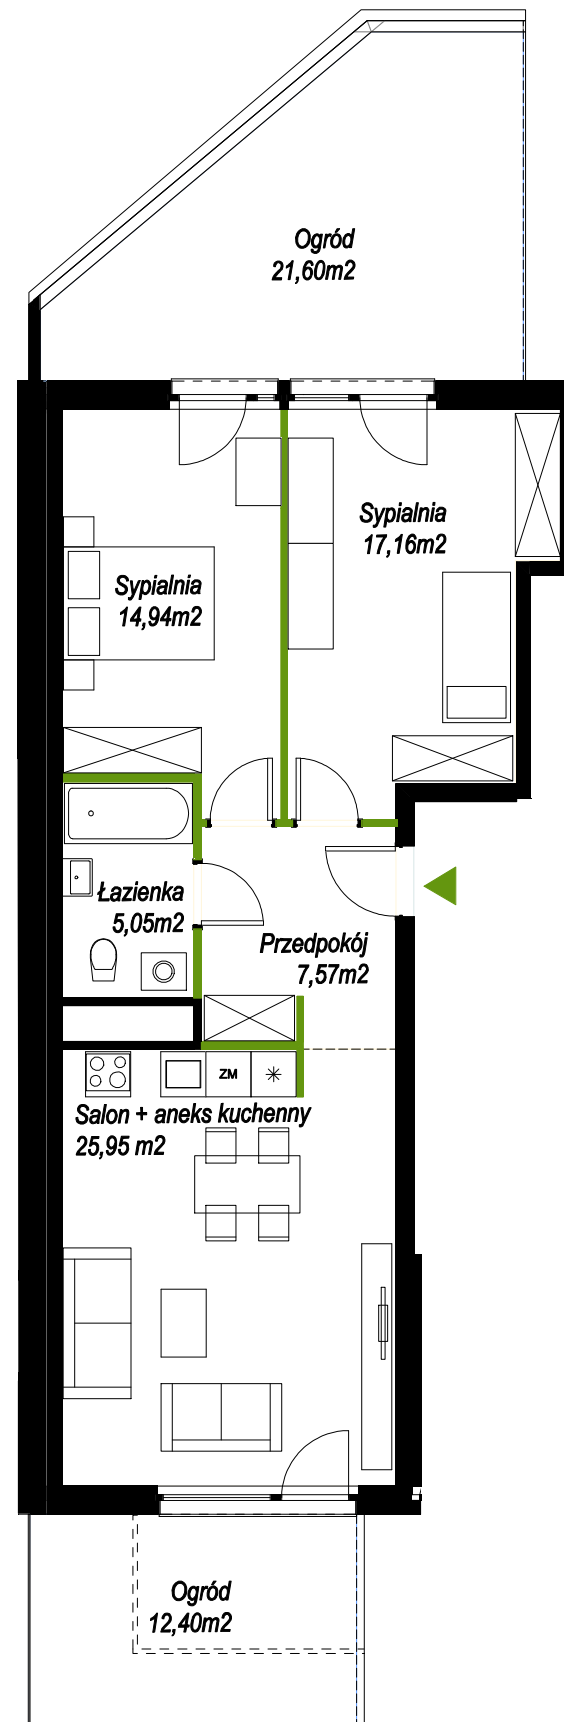 Ogród
21,60m2
Sypialnia
17,16m2
Sypialnia
14,94m2
Łazienka
5,05m2
Przedpokój
7,57m2
ZM
Salon + aneks kuchenny
25,95 m2
Ogród
12,40m2